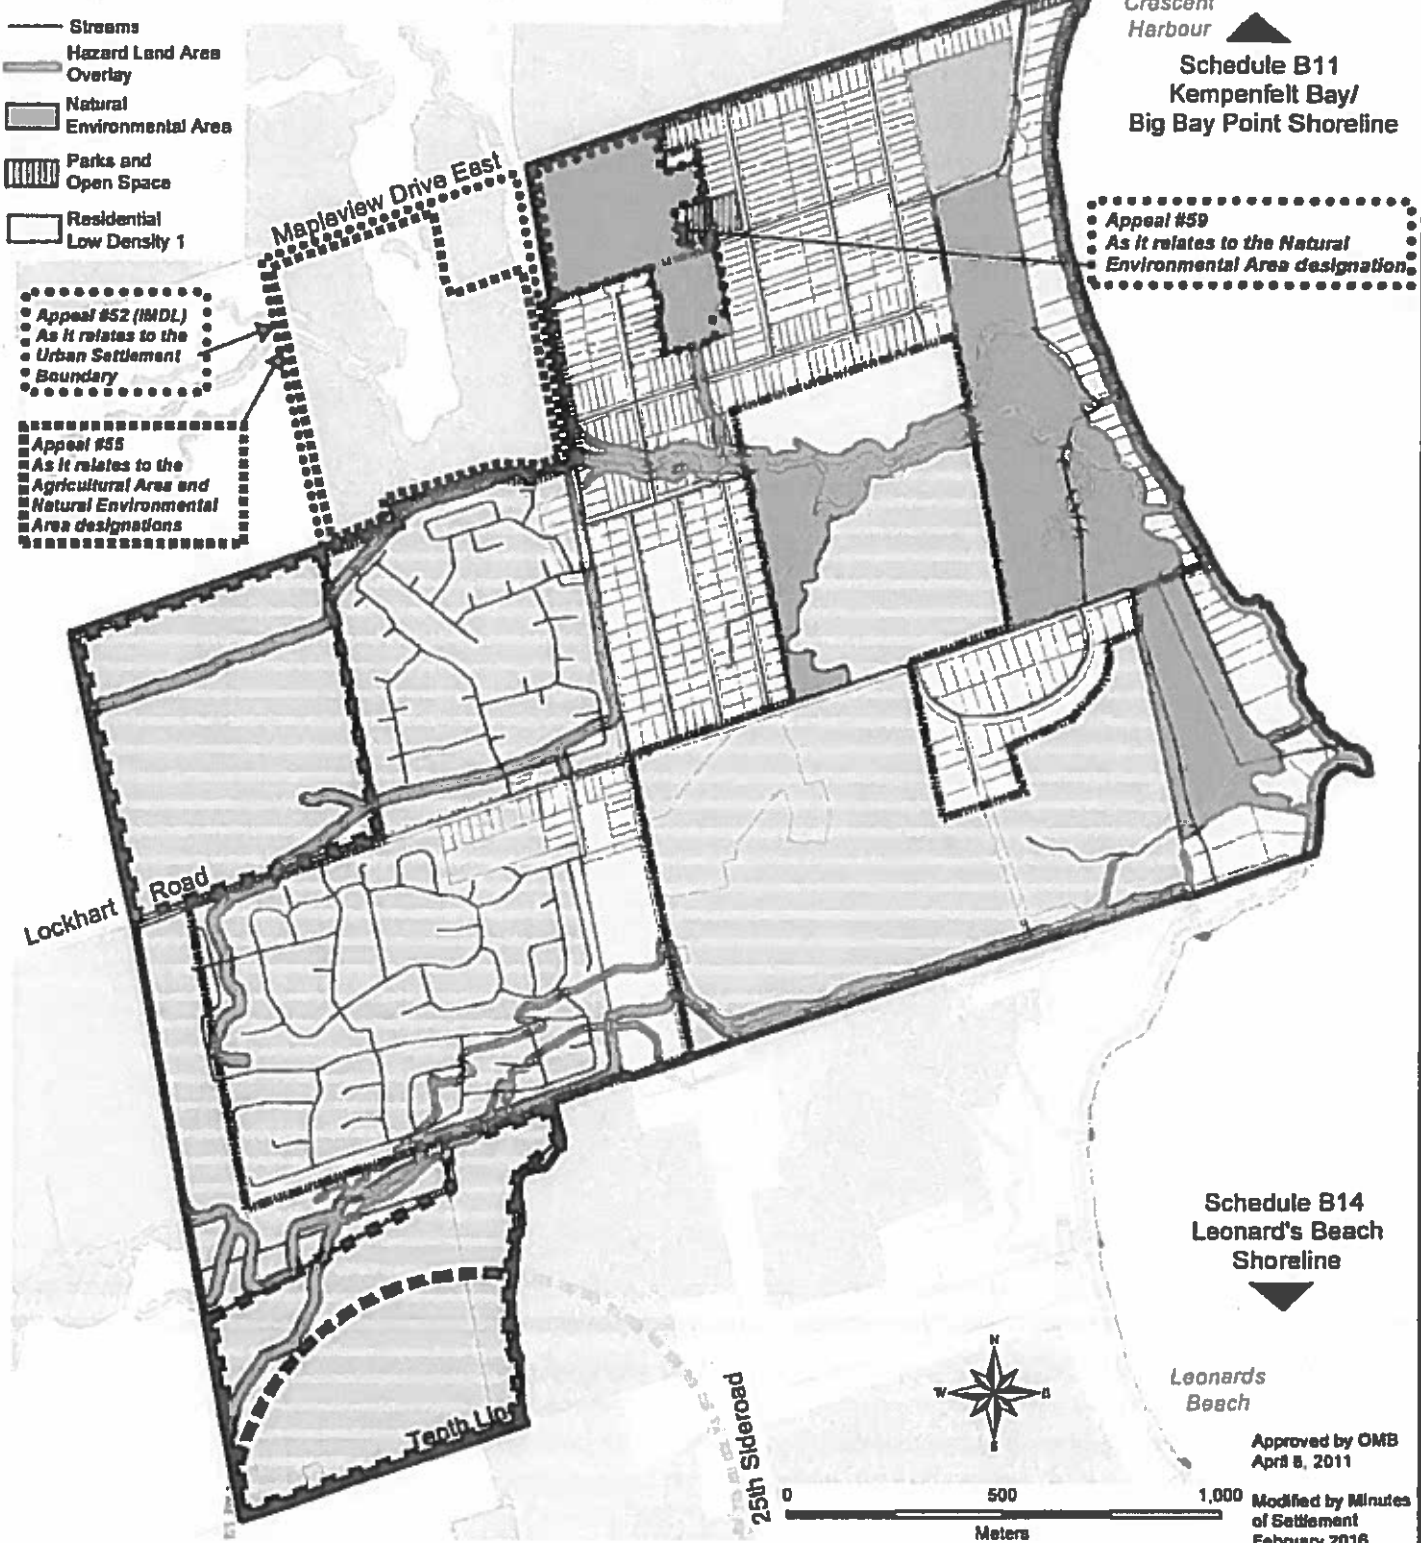 Streams
Hazard Land Area
Overlay
Natural
Environmental Area
Parks and
Open Space
Residential
Low Density 1
Crescent
Harbour
Schedule B11
Kempenfelt Bay/
Big Bay Point Shoreline
Mapleview Drive East
Appeal #59
As it relates to the Natural
Environmental Area designation
Appeal #52 (IMDL)
As it relates to the
Urban Settlement
Boundary
Appeal #55
As it relates to the
Agricultural Area and
Natural Environmental
Area designations
Lockhart Road
Schedule B14
Leonard's Beach
Shoreline
Leonards
Beach
N
W
E
S
Tenth Line
25th Sideroad
0 500 1,000
Meters
Approved by OMB
April 8, 2011
Modified by Minutes
of Settlement
February 2016